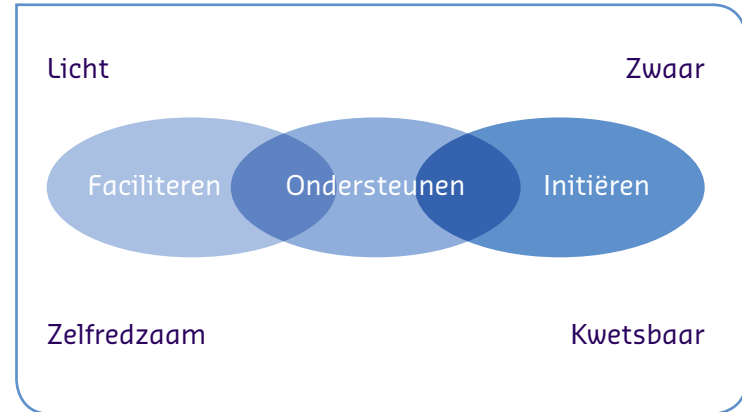 Licht
Zwaar
Faciliteren
Ondersteunen
Initiëren
Zelfredzaam
Kwetsbaar